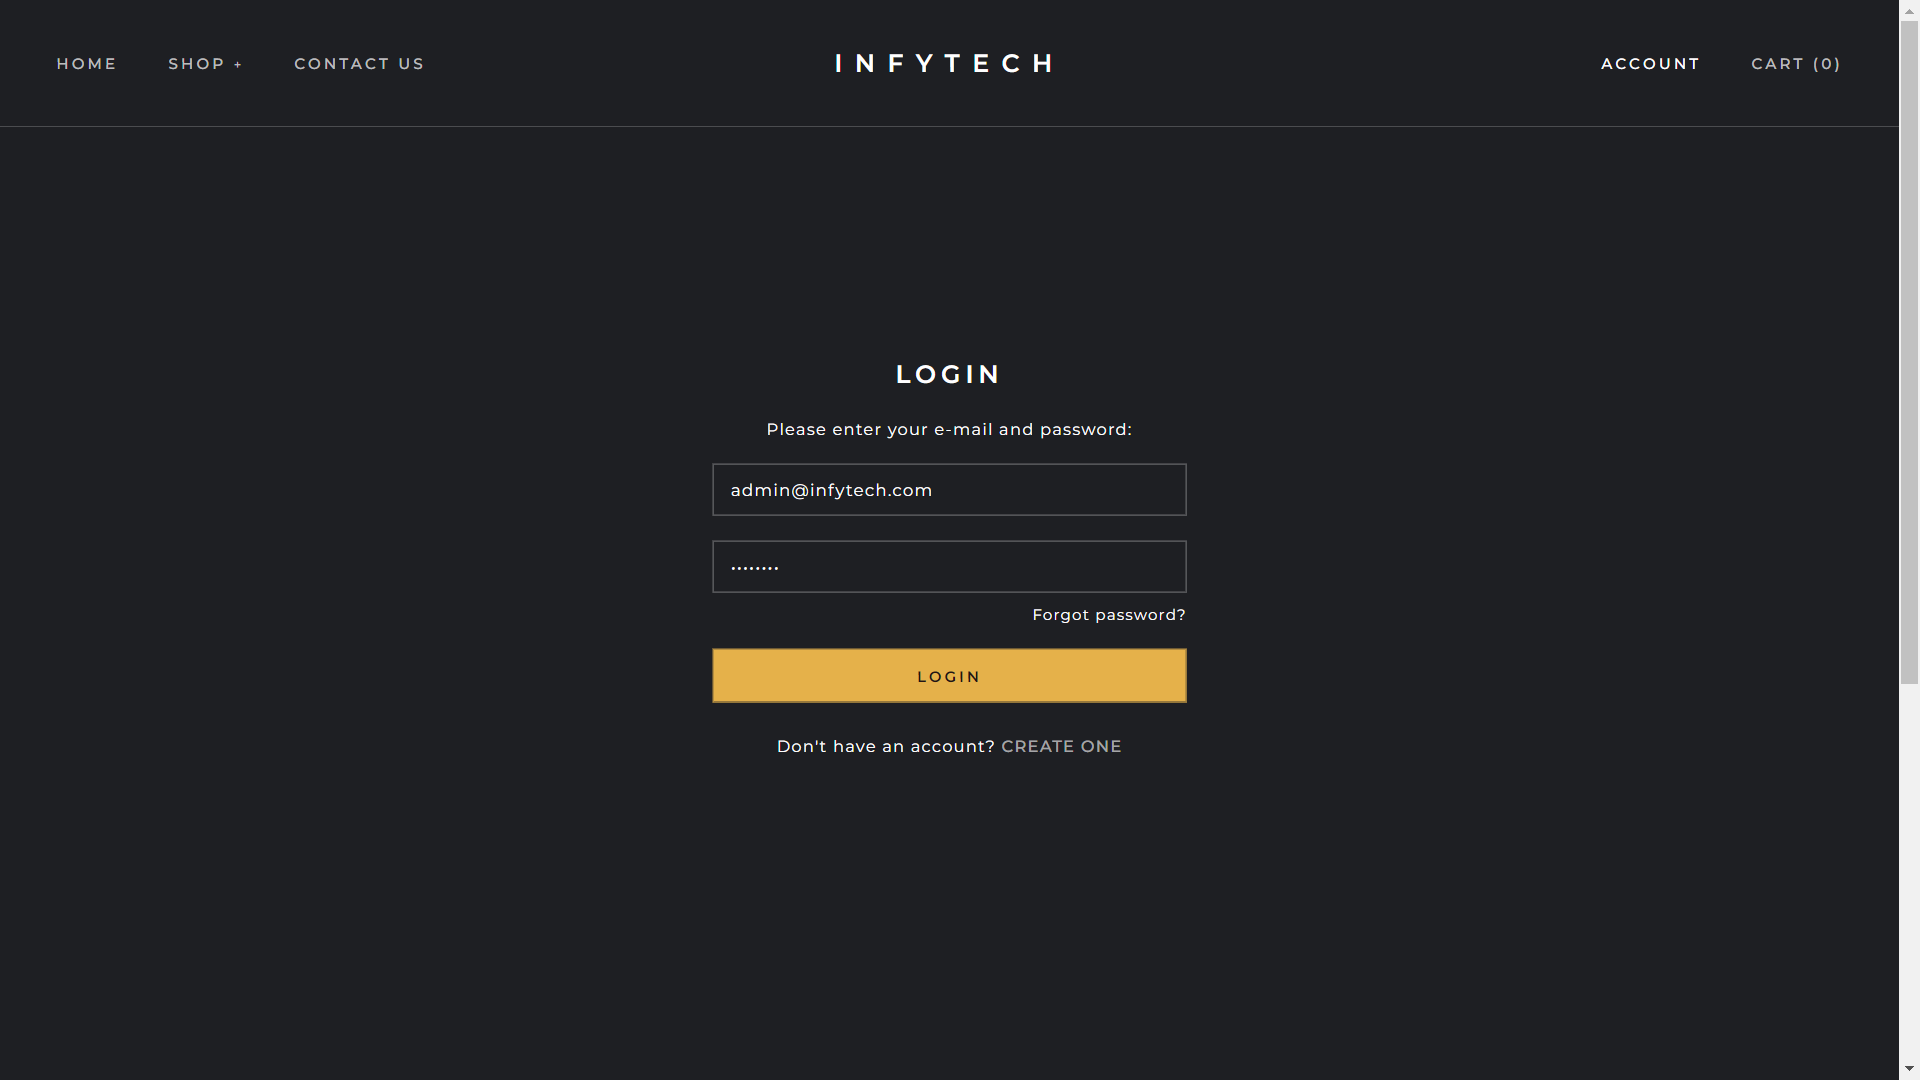 HOME SHOP + CONTACT US INFYTECH ACCOUNT CART (0)
LOGIN
Please enter your e-mail and password:
admin@infytech.com
••••••••
Forgot password?
LOGIN
Don't have an account? CREATE ONE